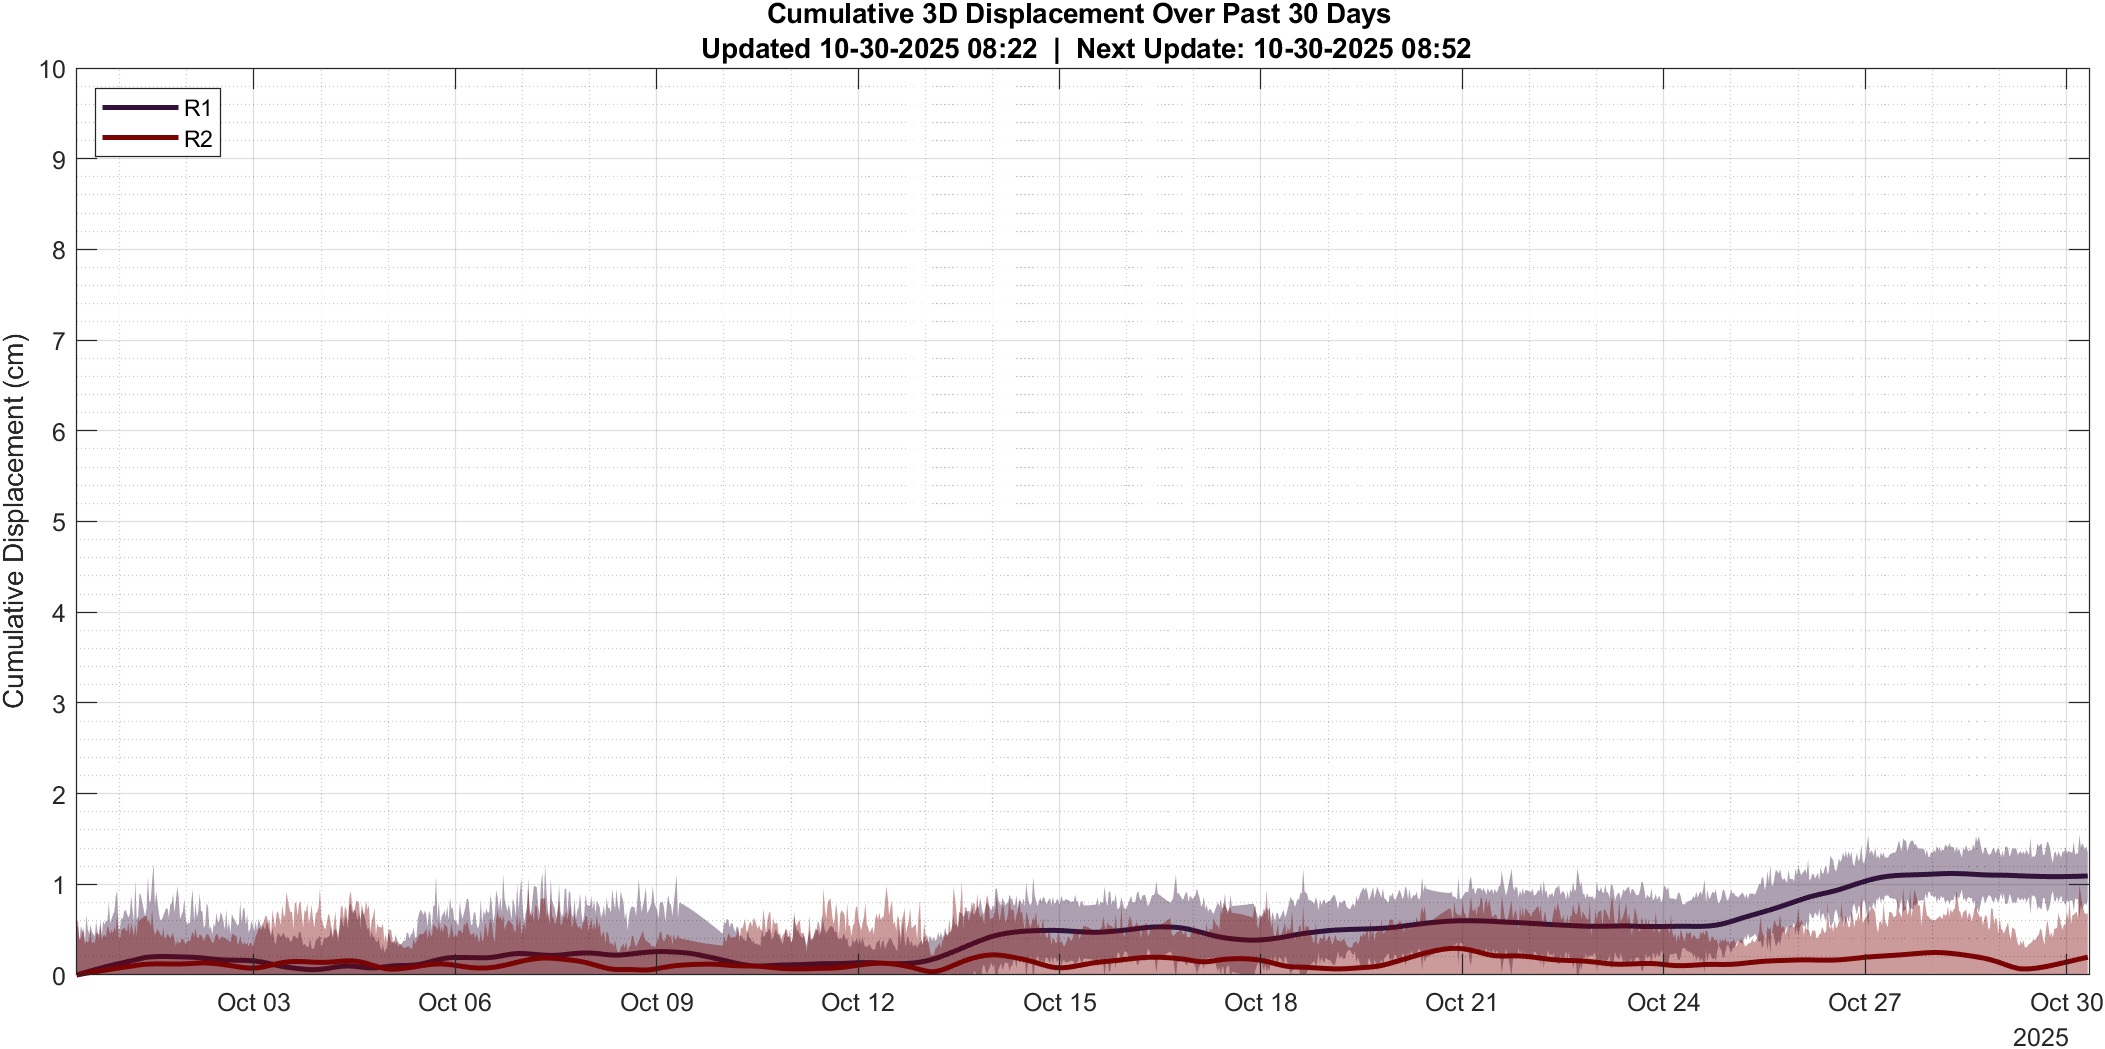 Cumulative 3D Displacement Over Past 30 Days
Updated 10-30-2025 08:22 | Next Update: 10-30-2025 08:52
R1
R2
Cumulative Displacement (cm)
10
9
8
7
6
5
4
3
2
1
0
Oct 03
Oct 06
Oct 09
Oct 12
Oct 15
Oct 18
Oct 21
Oct 24
Oct 27
Oct 30
2025